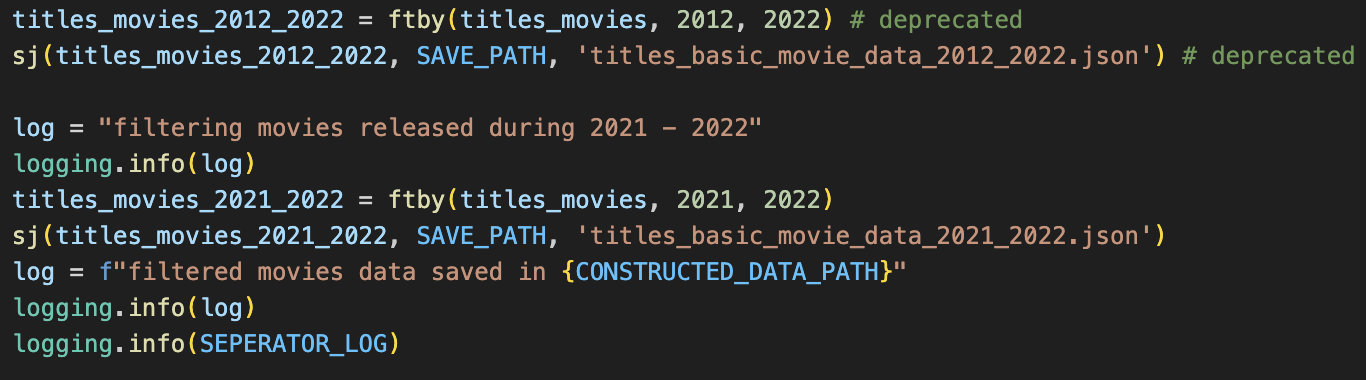 titles_movies_2012_2022 = ftby(titles_movies, 2012, 2022) # deprecated
sj(titles_movies_2012_2022, SAVE_PATH, 'titles_basic_movie_data_2012_2022.json') # deprecated
log = "filtering movies released during 2021 - 2022"
logging.info(log)
titles_movies_2021_2022 = ftby(titles_movies, 2021, 2022)
sj(titles_movies_2021_2022, SAVE_PATH, 'titles_basic_movie_data_2021_2022.json')
log = f"filtered movies data saved in {CONSTRUCTED_DATA_PATH}"
logging.info(log)
logging.info(SEPERATOR_LOG)